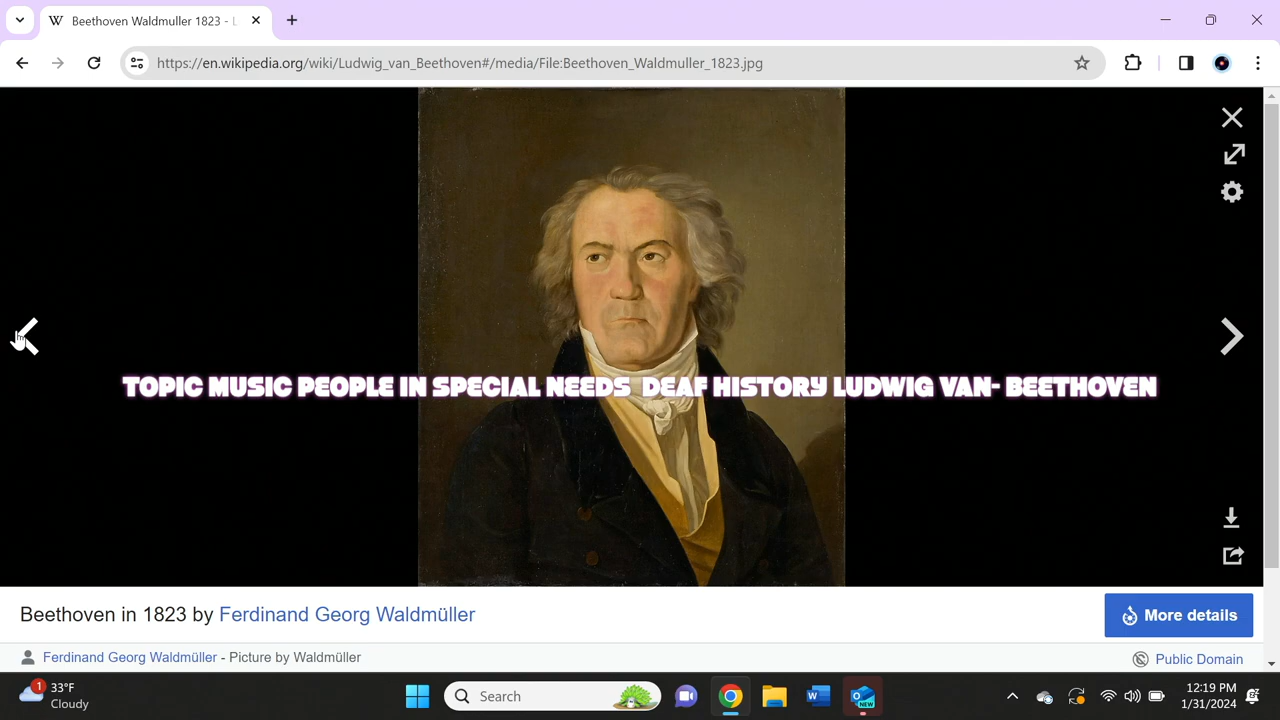 Beethoven Waldmuller 1823 - L
https://en.wikipedia.org/wiki/Ludwig_van_Beethoven#/media/File:Beethoven_Waldmuller_1823.jpg
TOPIC MUSIC PEOPLE IN SPECIAL NEEDS DEAF HISTORY LUDWIG VAN- BEETHOVEN
Beethoven in 1823 by Ferdinand Georg Waldmüller
More details
Ferdinand Georg Waldmüller - Picture by Waldmüller
Public Domain
1
33°F
Cloudy
Search
NEW
12:19 PM
1/31/2024